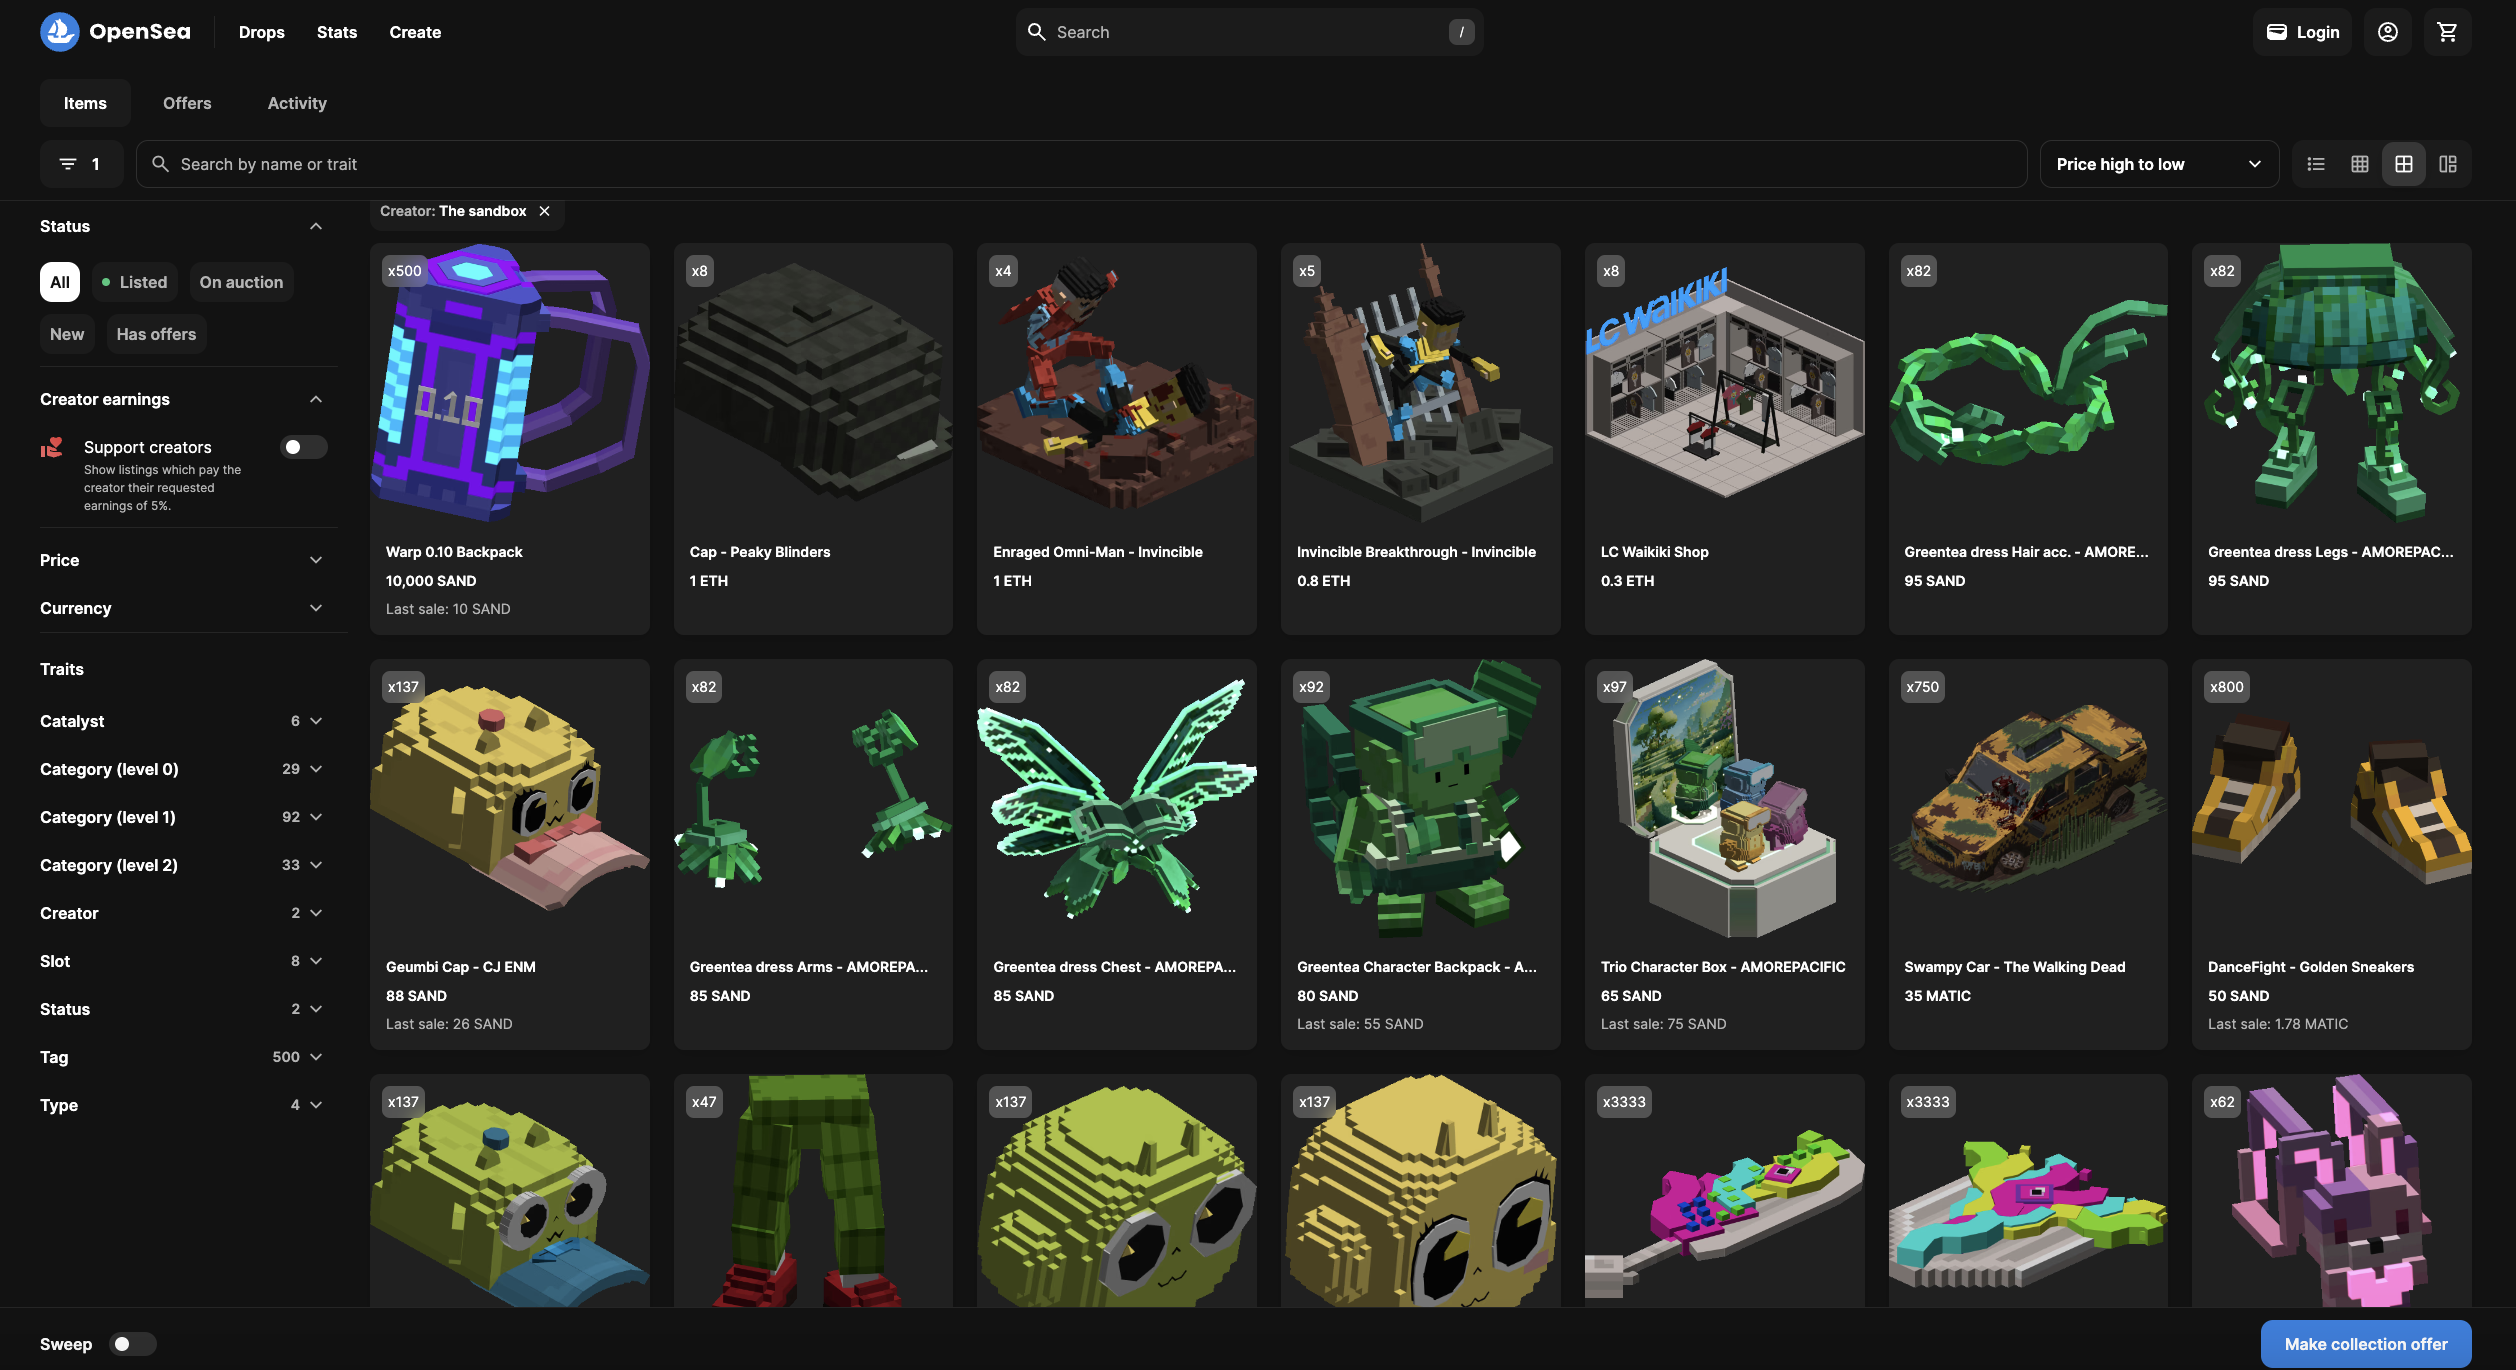 OpenSea
Drops
Stats
Create
Search
/
Login
Items
Offers
Activity
1
Search by name or trait
Price high to low
Status
All
Listed
On auction
New
Has offers
Creator earnings
Support creators
Show listings which pay the
creator their requested
earnings of 5%.
Price
Currency
Traits
Catalyst 6
Category (level 0) 29
Category (level 1) 92
Category (level 2) 33
Creator 2
Slot 8
Status 2
Tag 500
Type 4
Creator: The sandbox
x500
0.10
Warp 0.10 Backpack
10,000 SAND
Last sale: 10 SAND
x8
Cap - Peaky Blinders
1 ETH
x4
Enraged Omni-Man - Invincible
1 ETH
x5
Invincible Breakthrough - Invincible
0.8 ETH
x8
LC WAIKIKI
LC Waikiki Shop
0.3 ETH
x82
Greentea dress Hair acc. - AMORE...
95 SAND
x82
Greentea dress Legs - AMOREPAC...
95 SAND
x137
Geumbi Cap - CJ ENM
88 SAND
Last sale: 26 SAND
x82
Greentea dress Arms - AMOREPA...
85 SAND
x82
Greentea dress Chest - AMOREPA...
85 SAND
x92
Greentea Character Backpack - A...
80 SAND
Last sale: 55 SAND
x97
Trio Character Box - AMOREPACIFIC
65 SAND
Last sale: 75 SAND
x750
Swampy Car - The Walking Dead
35 MATIC
x800
DanceFight - Golden Sneakers
50 SAND
Last sale: 1.78 MATIC
x137
x47
x137
x137
x3333
x3333
x62
Sweep
Make collection offer